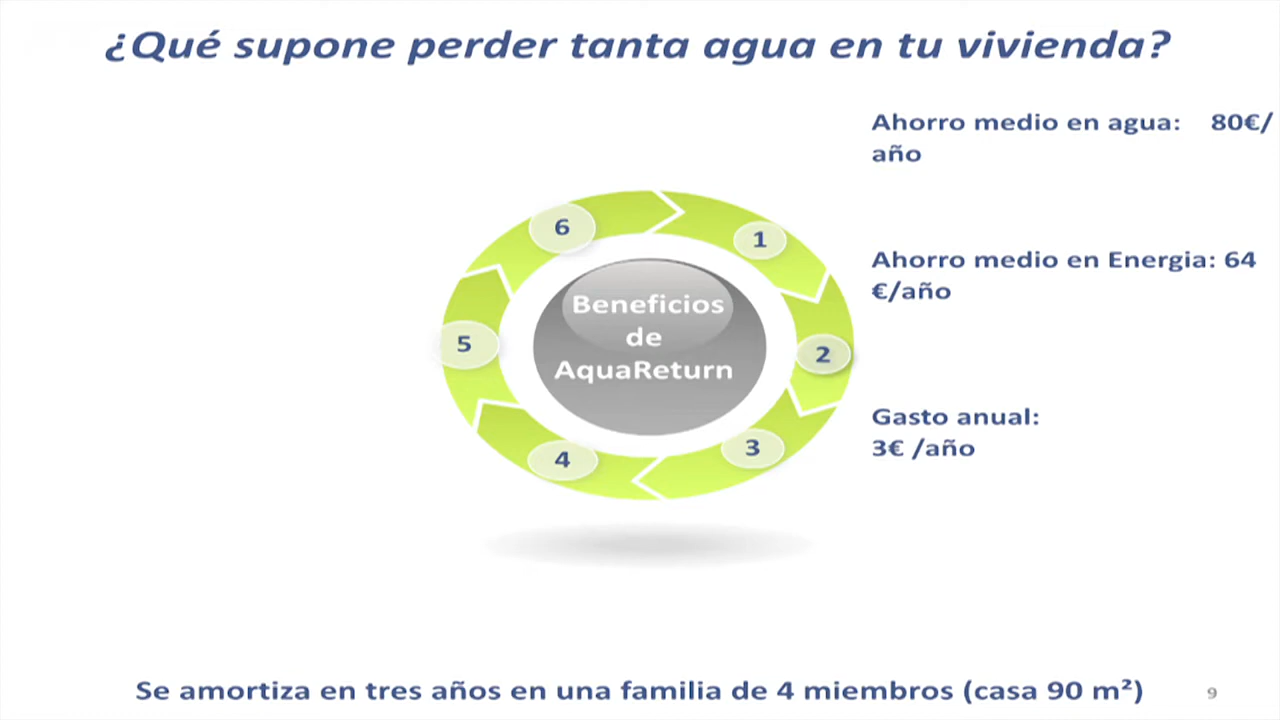 ¿Qué supone perder tanta agua en tu vivienda?
Ahorro medio en agua: 80€/
año
Ahorro medio en Energia: 64
€/año
Gasto anual:
3€ /año
1
2
3
4
5
6
Beneficios
de
AquaReturn
Se amortiza en tres años en una familia de 4 miembros (casa 90 m²)
9